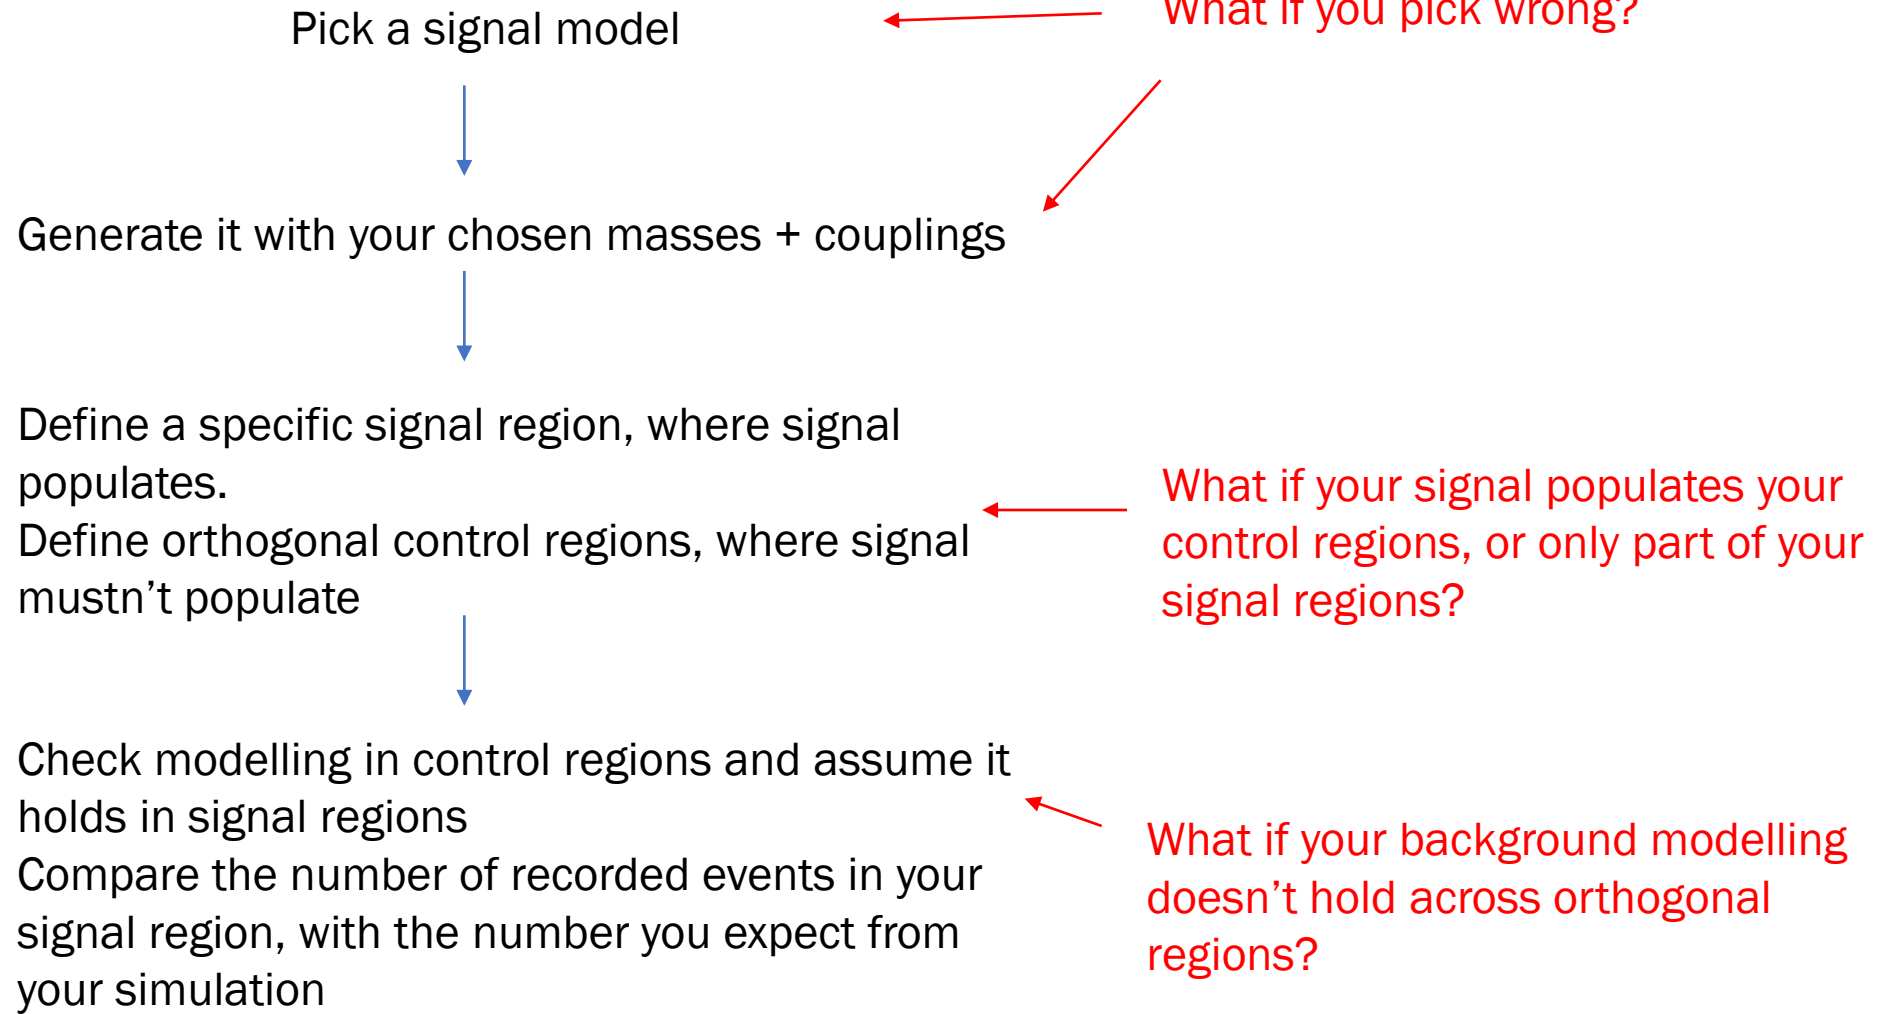 What if you pick wrong?
Pick a signal model
Generate it with your chosen masses + couplings
Define a specific signal region, where signal
populates.
Define orthogonal control regions, where signal
mustn’t populate
What if your signal populates your
control regions, or only part of your
signal regions?
Check modelling in control regions and assume it
holds in signal regions
Compare the number of recorded events in your
signal region, with the number you expect from
your simulation
What if your background modelling
doesn’t hold across orthogonal
regions?